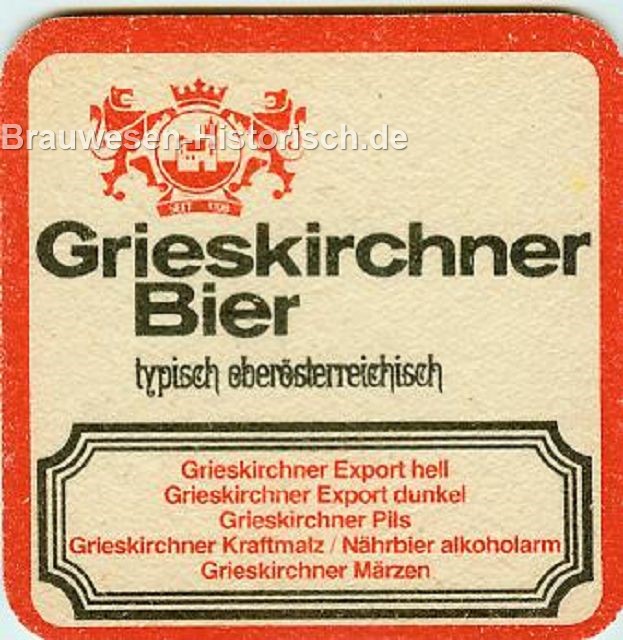 Brauwesen-Historisch.de
SEIT
Grieskirchner
Bier
typisch oberösterreichisch
Grieskirchner Export hell
Grieskirchner Export dunkel
Grieskirchner Pils
Grieskirchner Kraftmalz / Nährbier alkoholarm
Grieskirchner Märzen